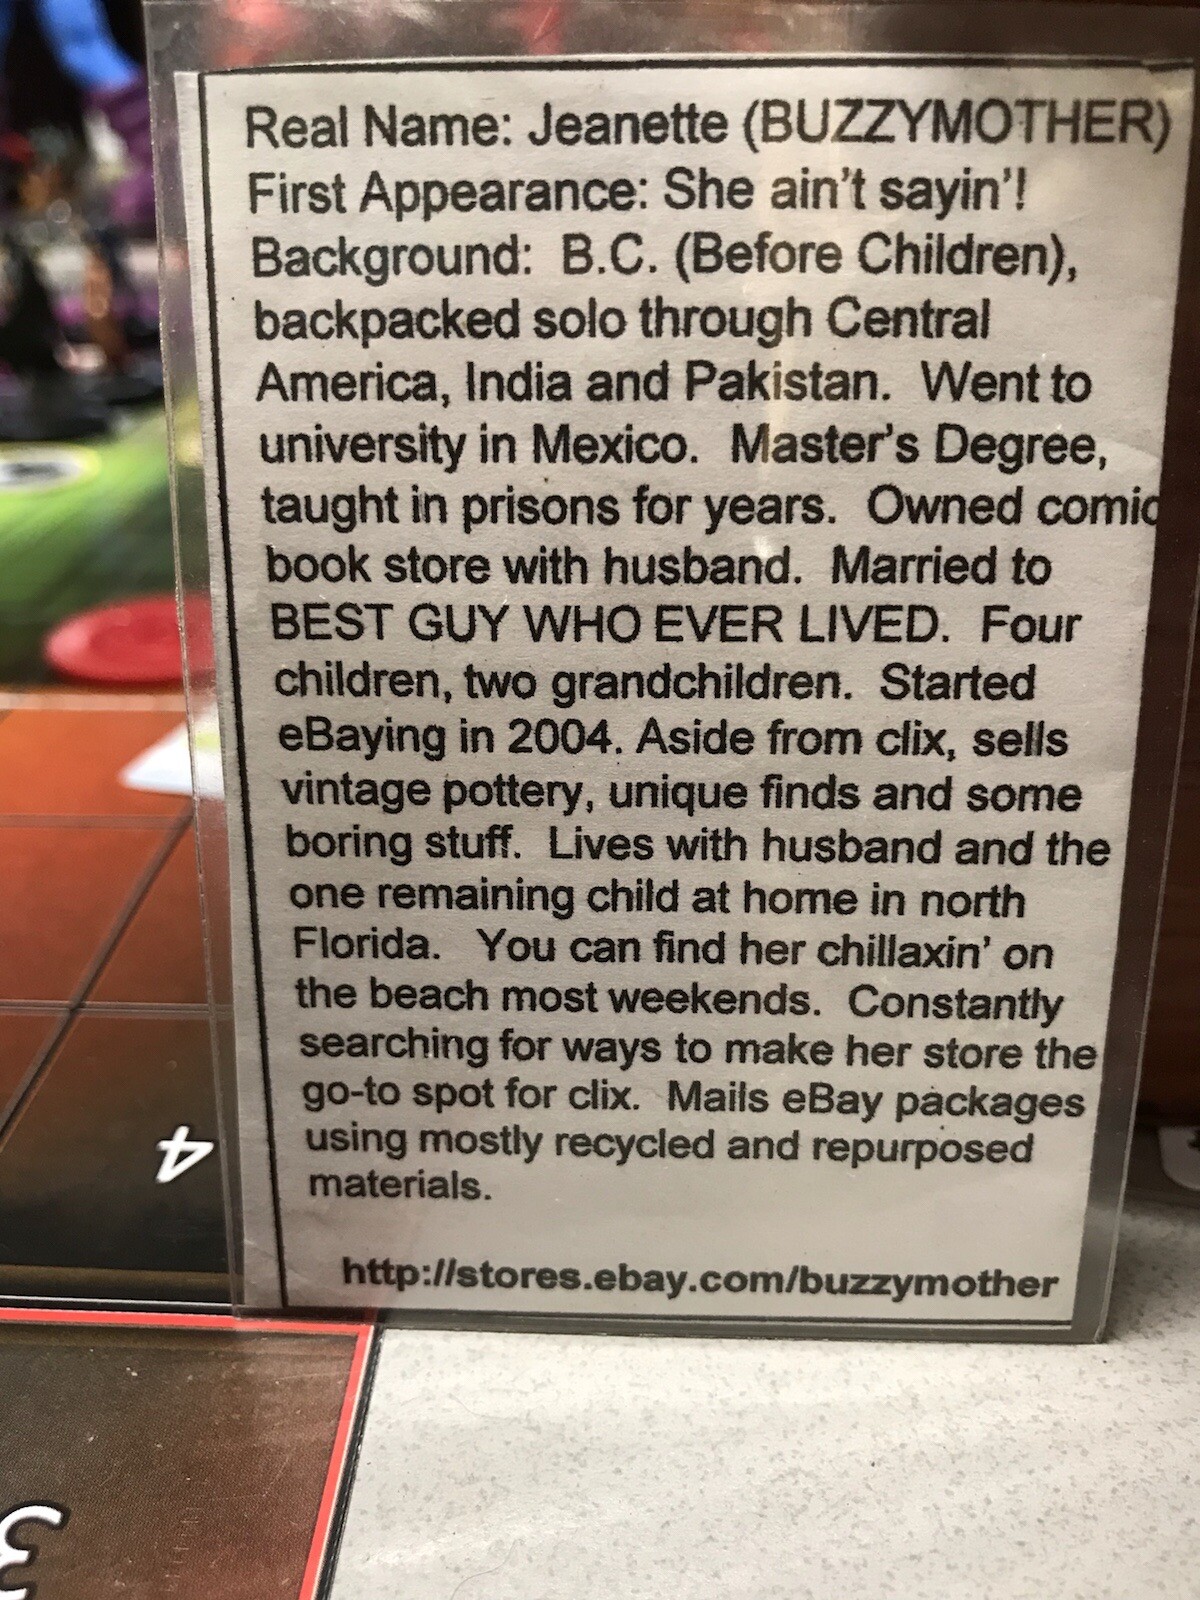 Real Name: Jeanette (BUZZYMOTHER)
First Appearance: She ain't sayin'!
Background:  B.C. (Before Children),
backpacked solo through Central
America, India and Pakistan.  Went to
university in Mexico.  Master's Degree,
taught in prisons for years.  Owned comic
book store with husband.  Married to
BEST GUY WHO EVER LIVED.  Four
children, two grandchildren.  Started
eBaying in 2004. Aside from clix, sells
vintage pottery, unique finds and some
boring stuff.  Lives with husband and the
one remaining child at home in north
Florida.   You can find her chillaxin' on
the beach most weekends.  Constantly
searching for ways to make her store the
go-to spot for clix.  Mails eBay packages
using mostly recycled and repurposed
materials.
http://stores.ebay.com/buzzymother
4
3